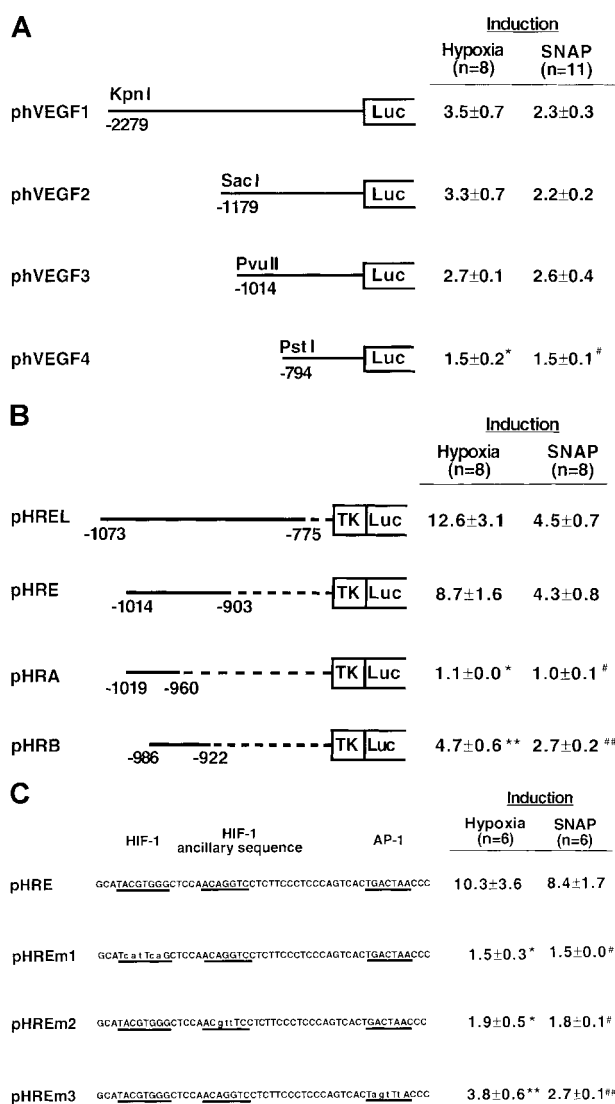 A
Induction
Hypoxia (n=8) SNAP (n=11)
phVEGF1 KpnI -2279 Luc 3.5±0.7 2.3±0.3
phVEGF2 SacI -1179 Luc 3.3±0.7 2.2±0.2
phVEGF3 PvuII -1014 Luc 2.7±0.1 2.6±0.4
phVEGF4 PstI -794 Luc 1.5±0.2* 1.5±0.1#
B
Induction
Hypoxia (n=8) SNAP (n=8)
pHREL -1073 -775 TK Luc 12.6±3.1 4.5±0.7
pHRE -1014 -903 TK Luc 8.7±1.6 4.3±0.8
pHRA -1019 -960 TK Luc 1.1±0.0* 1.0±0.1#
pHRB -986 -922 TK Luc 4.7±0.6** 2.7±0.2##
C
Induction
HIF-1 HIF-1 ancillary sequence AP-1 Hypoxia (n=6) SNAP (n=6)
pHRE GCATACGTGGGCTCCAACAGGTCCTCTTCCCTCCCAGTCACTGACTAACCC 10.3±3.6 8.4±1.7
pHREm1 GCATcatTcaGCTCCAACAGGTCCTCTTCCCTCCCAGTCACTGACTAACCC 1.5±0.3* 1.5±0.0#
pHREm2 GCATACGTGGGCTCCAACgttTCCTCTTCCCTCCCAGTCACTGACTAACCC 1.9±0.5* 1.8±0.1#
pHREm3 GCATACGTGGGCTCCAACAGGTCCTCTTCCCTCCCAGTCACTagtTtACCC 3.8±0.6** 2.7±0.1##